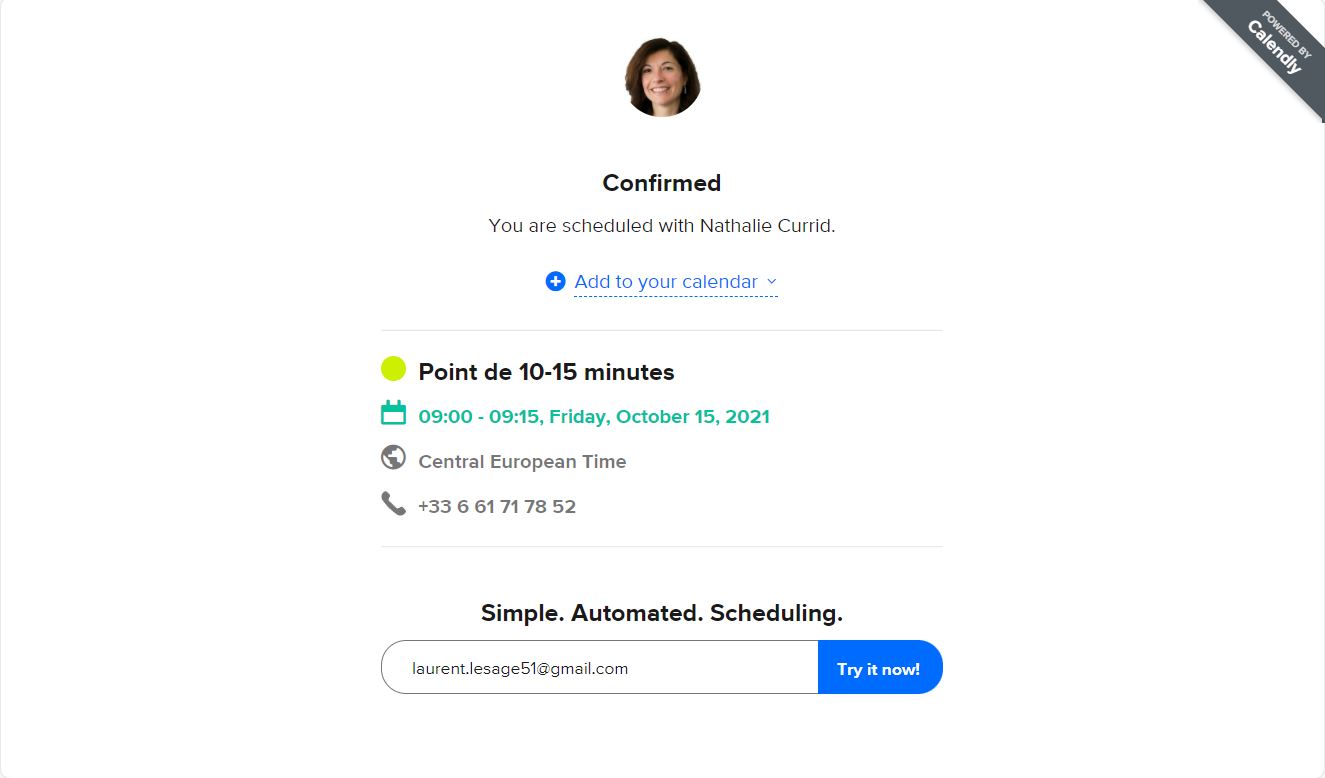 POWERED BY
Calendly
Confirmed
You are scheduled with Nathalie Currid.
Add to your calendar
Point de 10-15 minutes
09:00 - 09:15, Friday, October 15, 2021
Central European Time
+33 6 61 71 78 52
Simple. Automated. Scheduling.
laurent.lesage51@gmail.com
Try it now!